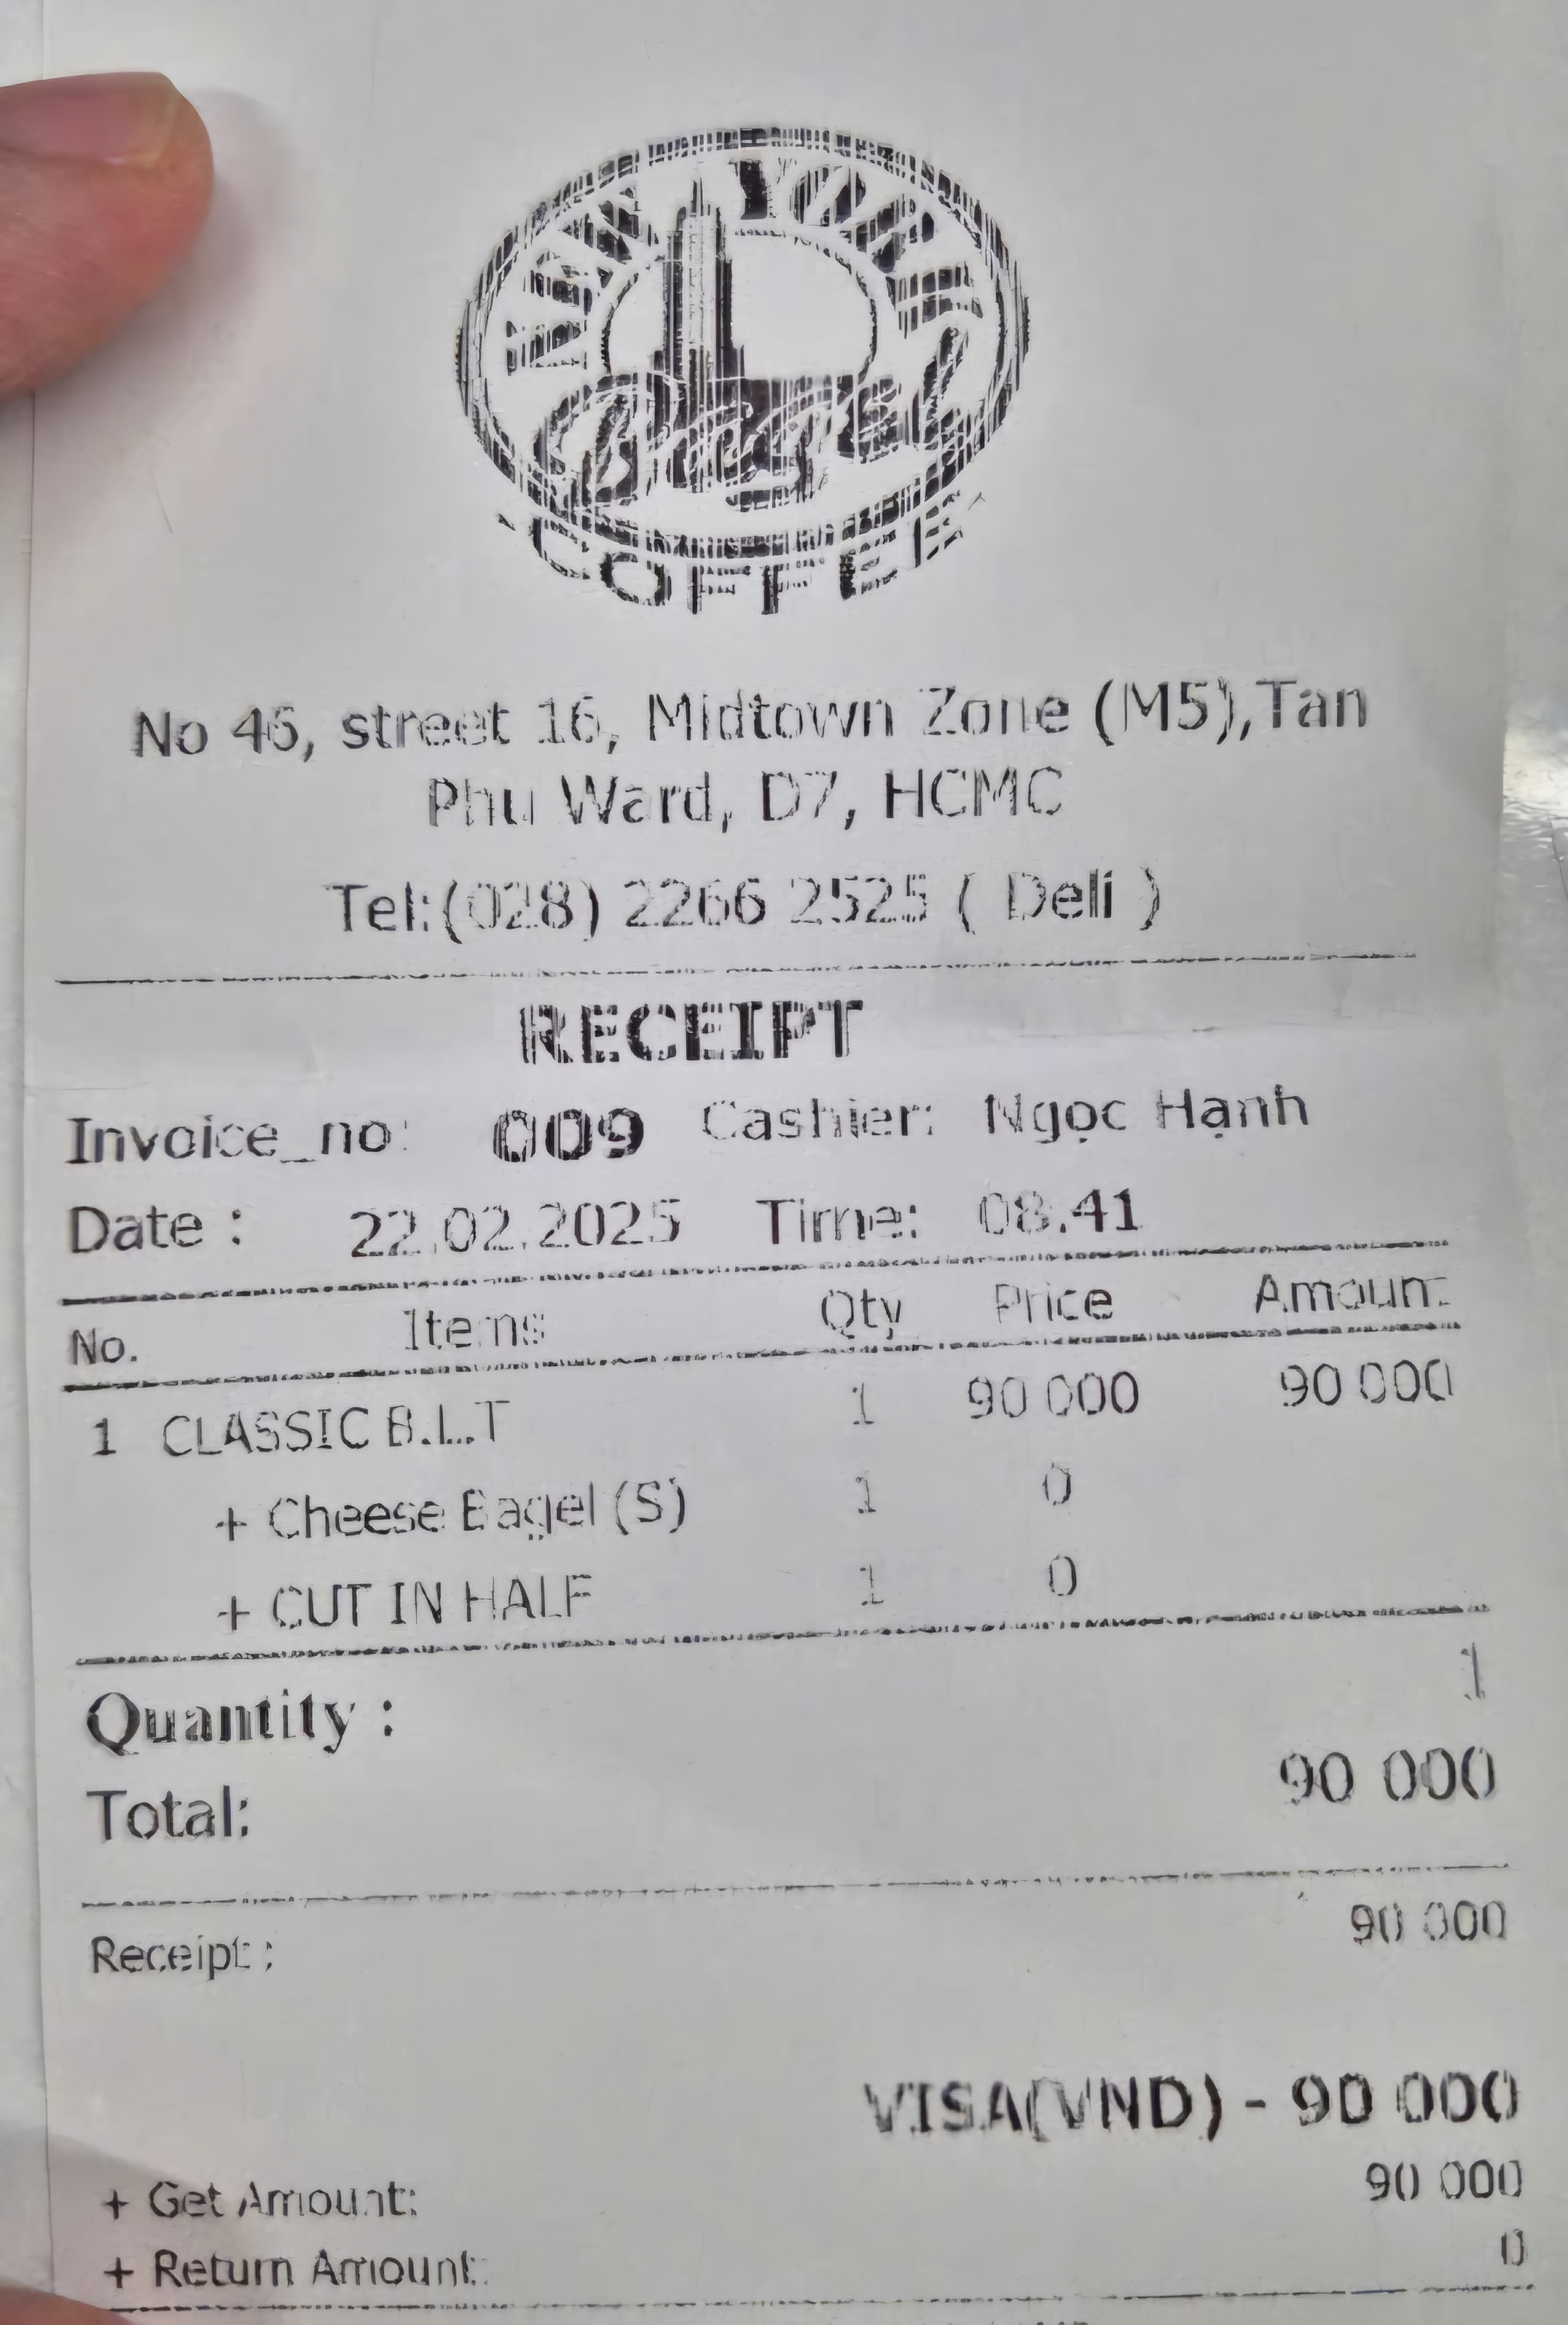 NEW YORK
Bagel
COFFEE
No 46, street 16, Midtown Zone (M5),Tan
Phu Ward, D7, HCMC
Tel:(028) 2266 2525 ( Deli )
RECEIPT
Invoice_no: 009 Cashier: Ngọc Hạnh
Date : 22.02.2025 Time: 08.41
No. Items Qty Price Amount
1 CLASSIC B.L.T 1 90 000 90 000
+ Cheese Bagel (S) 1 0
+ CUT IN HALF 1 0
Quantity : 1
Total: 90 000
Receipt : 90 000
VISA(VND) - 90 000
+ Get Amount: 90 000
+ Return Amount: 0